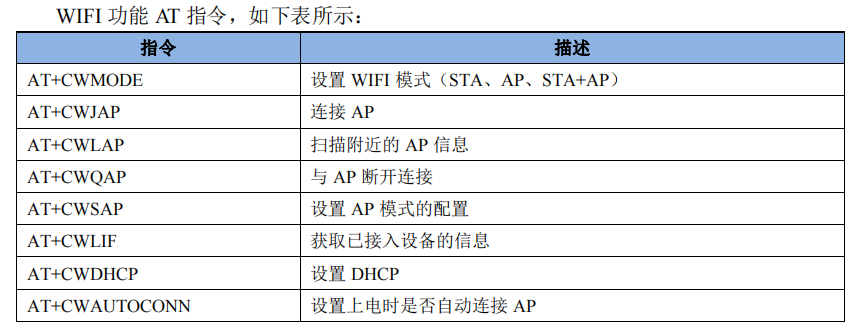 WIFI 功能 AT 指令，如下表所示：
指令 描述
AT+CWMODE 设置 WIFI 模式（STA、AP、STA+AP）
AT+CWJAP 连接 AP
AT+CWLAP 扫描附近的 AP 信息
AT+CWQAP 与 AP 断开连接
AT+CWSAP 设置 AP 模式的配置
AT+CWLIF 获取已接入设备的信息
AT+CWDHCP 设置 DHCP
AT+CWAUTOCONN 设置上电时是否自动连接 AP